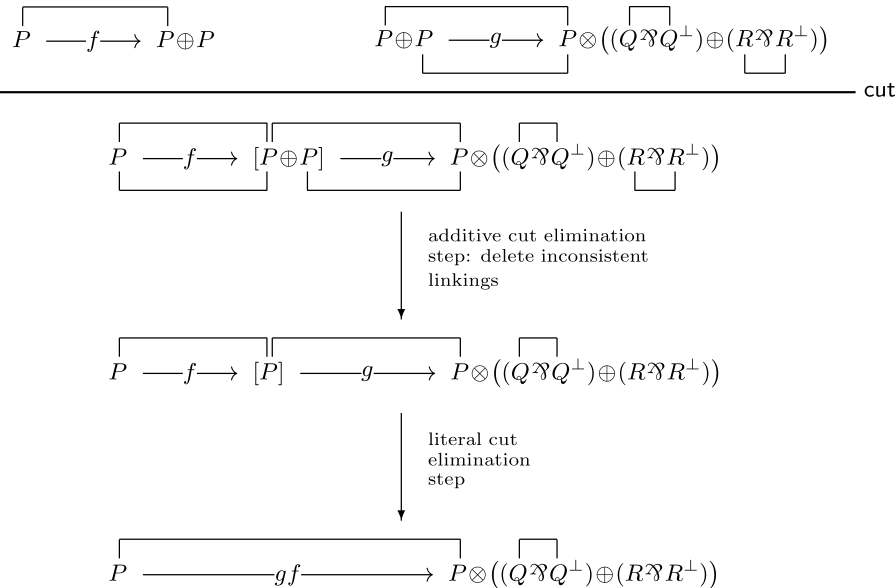 P —f→ P⊕P P⊕P —g→ P⊗((Q⅋Q⊥)⊕(R⅋R⊥))
cut
P —f→ [P⊕P] —g→ P⊗((Q⅋Q⊥)⊕(R⅋R⊥))
additive cut elimination
step: delete inconsistent
linkings
P —f→ [P] —g→ P⊗((Q⅋Q⊥)⊕(R⅋R⊥))
literal cut
elimination
step
P —gf→ P⊗((Q⅋Q⊥)⊕(R⅋R⊥))